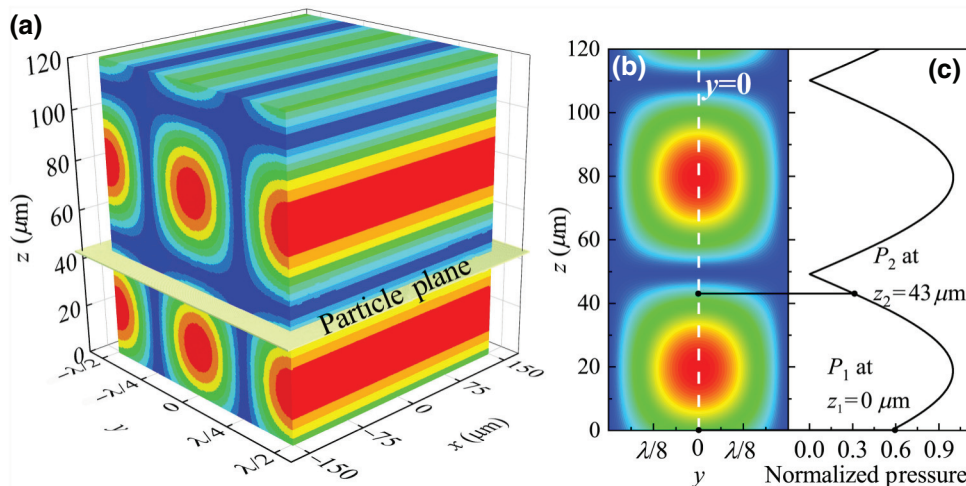 (a)
120
100
80
60
40
20
0
z (μm)
−λ/2
−λ/4
0
λ/4
λ/2
y
−150
−75
0
75
150
x (μm)
Particle plane
(b)
y=0
120
100
80
60
40
20
0
z (μm)
λ/8 0 λ/8
y
(c)
P₂ at
z₂=43 μm
P₁ at
z₁=0 μm
0.0 0.3 0.6 0.9
Normalized pressure